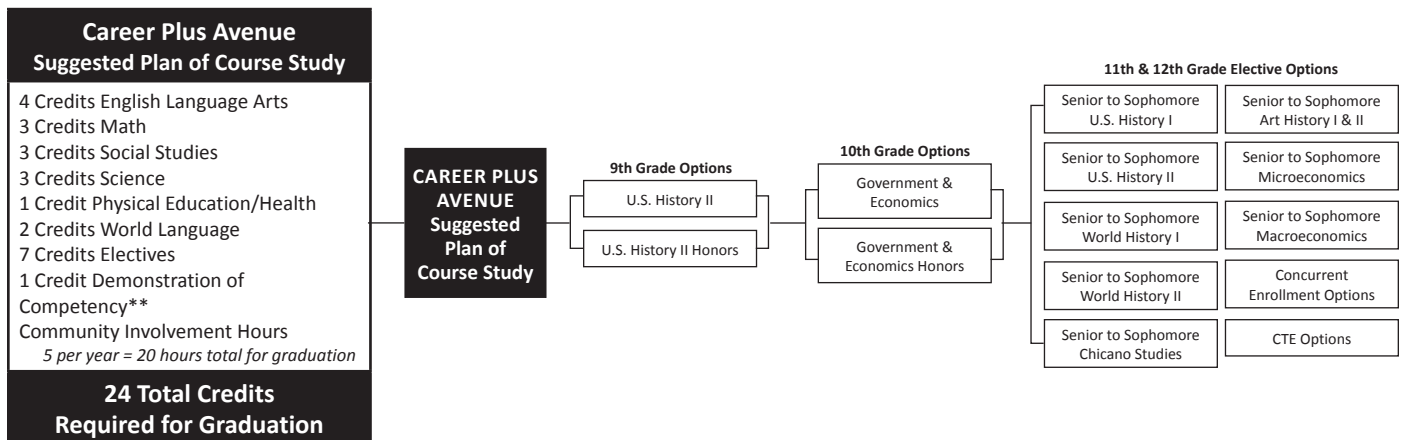 Career Plus Avenue
Suggested Plan of Course Study
4 Credits English Language Arts
3 Credits Math
3 Credits Social Studies
3 Credits Science
1 Credit Physical Education/Health
2 Credits World Language
7 Credits Electives
1 Credit Demonstration of
Competency**
Community Involvement Hours
5 per year = 20 hours total for graduation
24 Total Credits
Required for Graduation
CAREER PLUS
AVENUE
Suggested
Plan of
Course Study
9th Grade Options
U.S. History II
U.S. History II Honors
10th Grade Options
Government &
Economics
Government &
Economics Honors
11th & 12th Grade Elective Options
Senior to Sophomore
U.S. History I
Senior to Sophomore
Art History I & II
Senior to Sophomore
U.S. History II
Senior to Sophomore
Microeconomics
Senior to Sophomore
World History I
Senior to Sophomore
Macroeconomics
Senior to Sophomore
World History II
Concurrent
Enrollment Options
Senior to Sophomore
Chicano Studies
CTE Options